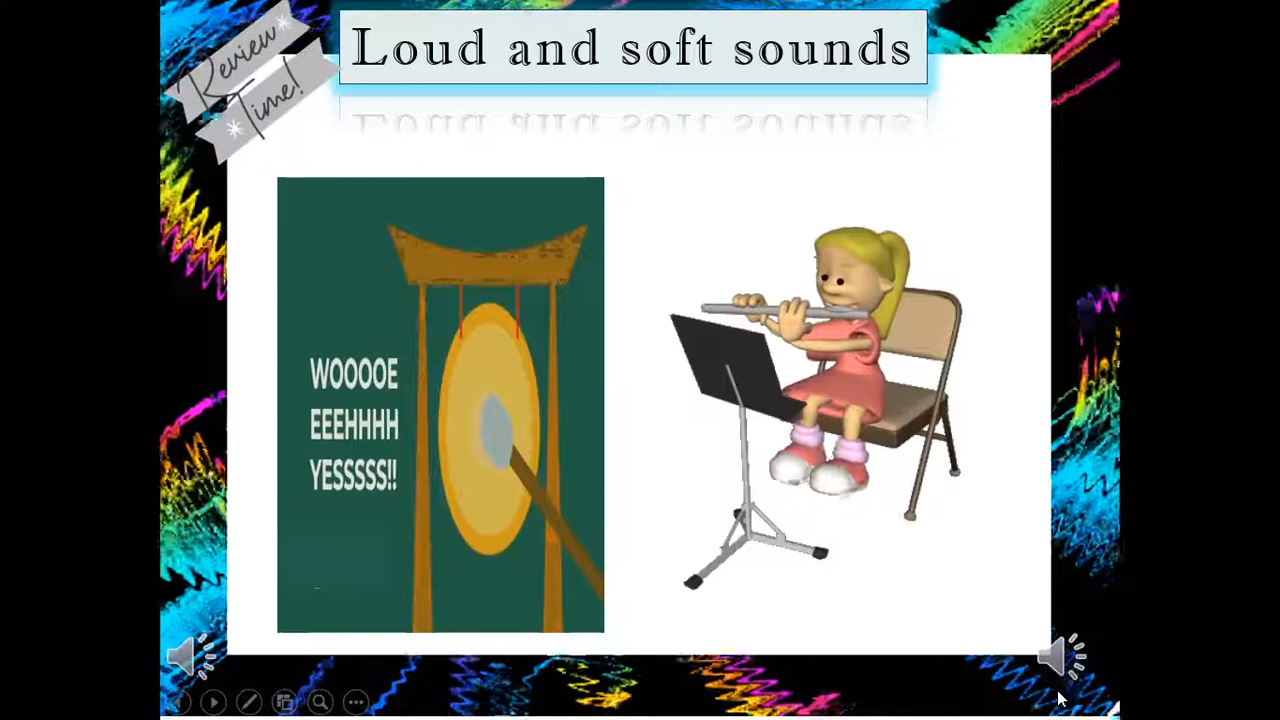 Review
Time!
Loud and soft sounds
WOOOOE
EEEHHHH
YESSSSS!!